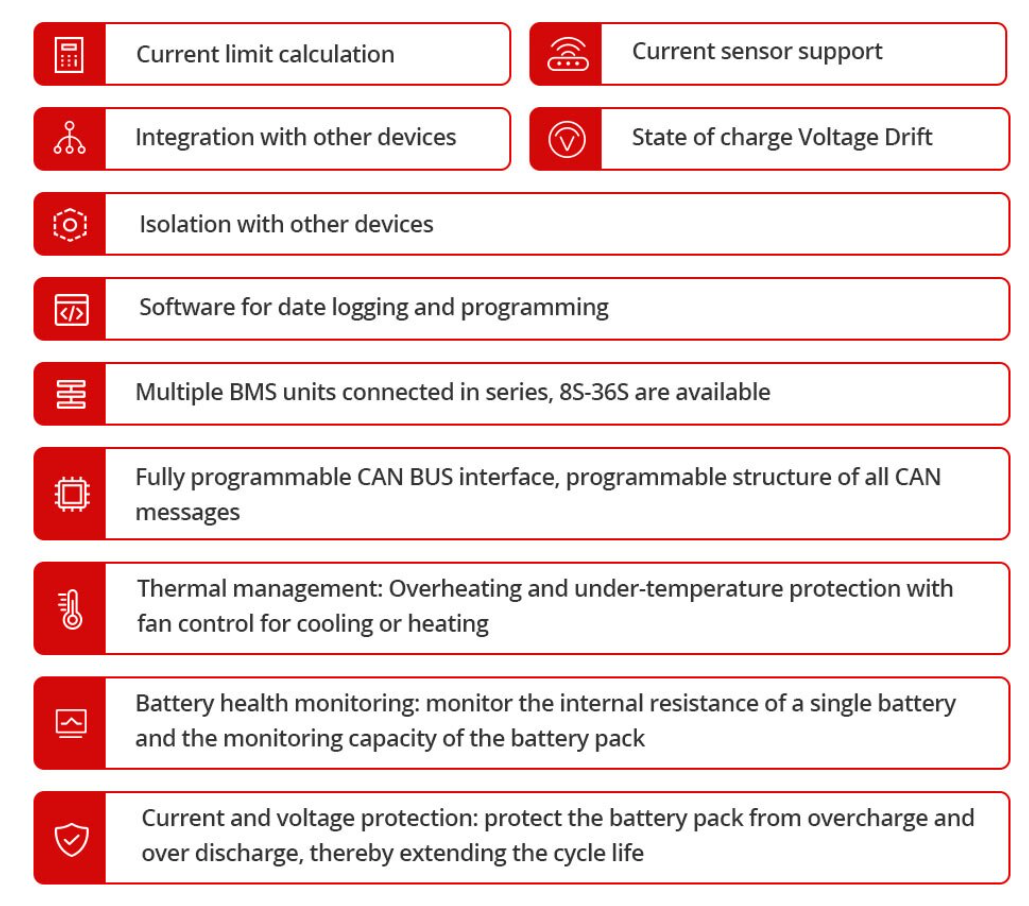 Current limit calculation
Current sensor support
Integration with other devices
State of charge Voltage Drift
Isolation with other devices
Software for date logging and programming
Multiple BMS units connected in series, 8S-36S are available
Fully programmable CAN BUS interface, programmable structure of all CAN
messages
Thermal management: Overheating and under-temperature protection with
fan control for cooling or heating
Battery health monitoring: monitor the internal resistance of a single battery
and the monitoring capacity of the battery pack
Current and voltage protection: protect the battery pack from overcharge and
over discharge, thereby extending the cycle life